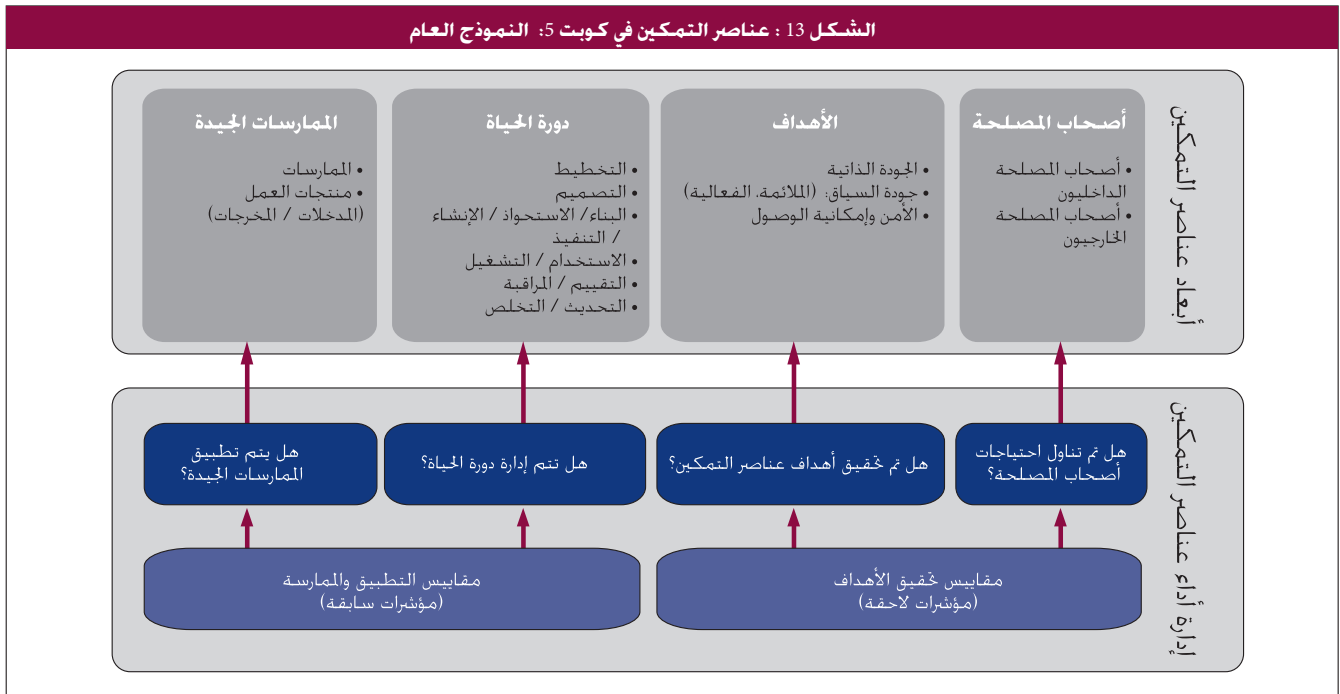 الشكل 13 : عناصر التمكين في كوبت 5: النموذج العام
أبعاد عناصر التمكين
أصحاب المصلحة
• أصحاب المصلحة
الداخليون
• أصحاب المصلحة
الخارجيون
الأهداف
• الجودة الذاتية
• جودة السياق: (الملائمة، الفعالية)
• الأمن وإمكانية الوصول
دورة الحياة
• التخطيط
• التصميم
• البناء/ الاستحواذ / الإنشاء
/ التنفيذ
• الاستخدام / التشغيل
• التقييم / المراقبة
• التحديث / التخلص
الممارسات الجيدة
• الممارسات
• منتجات العمل
(المدخلات / المخرجات)
إدارة أداء عناصر التمكين
هل تم تناول احتياجات
أصحاب المصلحة؟
هل تم تحقيق أهداف عناصر التمكين؟
هل تتم إدارة دورة الحياة؟
هل يتم تطبيق
الممارسات الجيدة؟
مقاييس تحقيق الأهداف
(مؤشرات لاحقة)
مقاييس التطبيق والممارسة
(مؤشرات سابقة)